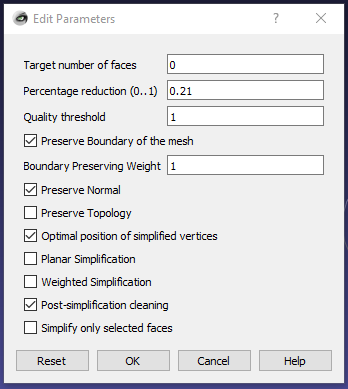 Edit Parameters
Target number of faces 0
Percentage reduction (0..1) 0.21
Quality threshold 1
Preserve Boundary of the mesh
Boundary Preserving Weight 1
Preserve Normal
Preserve Topology
Optimal position of simplified vertices
Planar Simplification
Weighted Simplification
Post-simplification cleaning
Simplify only selected faces
Reset OK Cancel Help